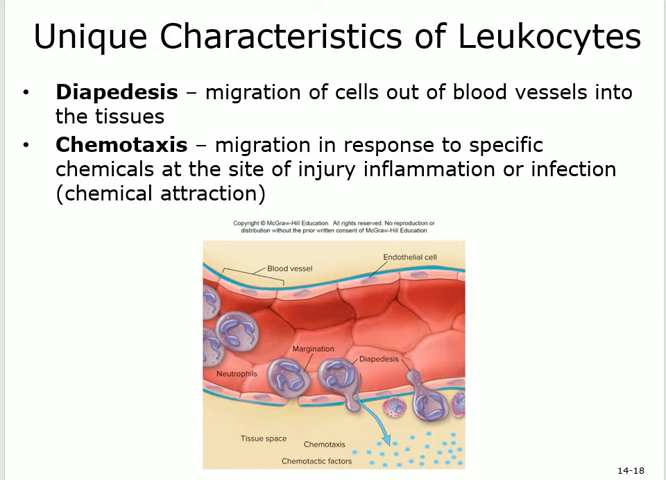 Unique Characteristics of Leukocytes
• Diapedesis – migration of cells out of blood vessels into
the tissues
• Chemotaxis – migration in response to specific
chemicals at the site of injury inflammation or infection
(chemical attraction)
Copyright © McGraw-Hill Education. All rights reserved. No reproduction or
distribution without the prior written consent of McGraw-Hill Education.
Endothelial cell
Blood vessel
Margination
Diapedesis
Neutrophils
Tissue space
Chemotaxis
Chemotactic factors
14-18